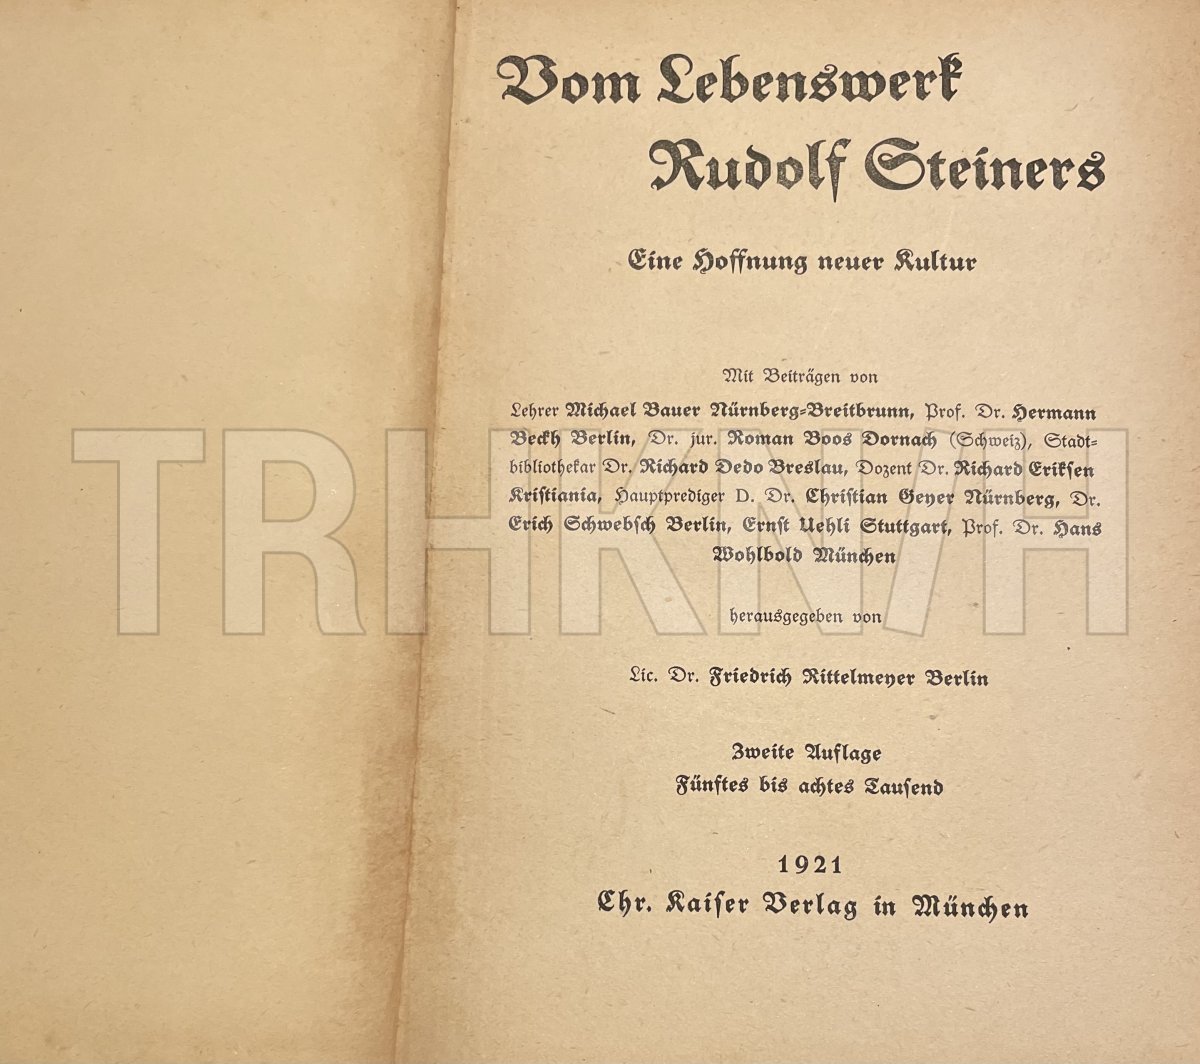 Vom Lebenswerk
Rudolf Steiners
Eine Hoffnung neuer Kultur
Mit Beiträgen von
Lehrer Michael Bauer Nürnberg-Breitbrunn, Prof. Dr. Hermann
Beckh Berlin, Dr. jur. Roman Boos Dornach (Schweiz), Stadt-
bibliothekar Dr. Richard Dedo Breslau, Dozent Dr. Richard Eriksen
Kristiania, Hauptprediger D. Dr. Christian Geyer Nürnberg, Dr.
Erich Schwebsch Berlin, Ernst Uehli Stuttgart, Prof. Dr. Hans
Wohlbold München
herausgegeben von
Lic. Dr. Friedrich Rittelmeyer Berlin
Zweite Auflage
Fünftes bis achtes Tausend
1921
Chr. Kaiser Verlag in München
TRHKN/H